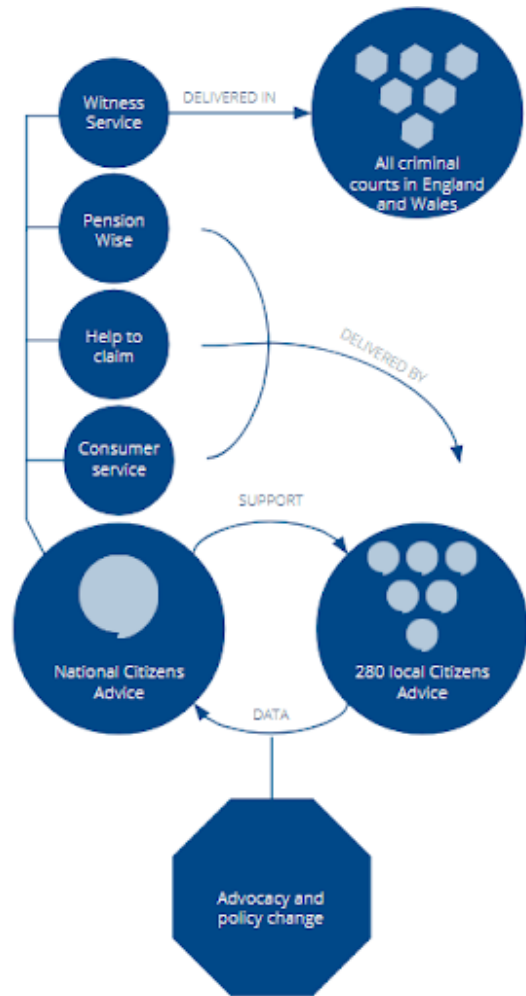 Witness
Service
DELIVERED IN
All criminal
courts in England
and Wales
Pension
Wise
Help to
claim
DELIVERED BY
Consumer
service
SUPPORT
National Citizens
Advice
280 local Citizens
Advice
DATA
Advocacy and
policy change